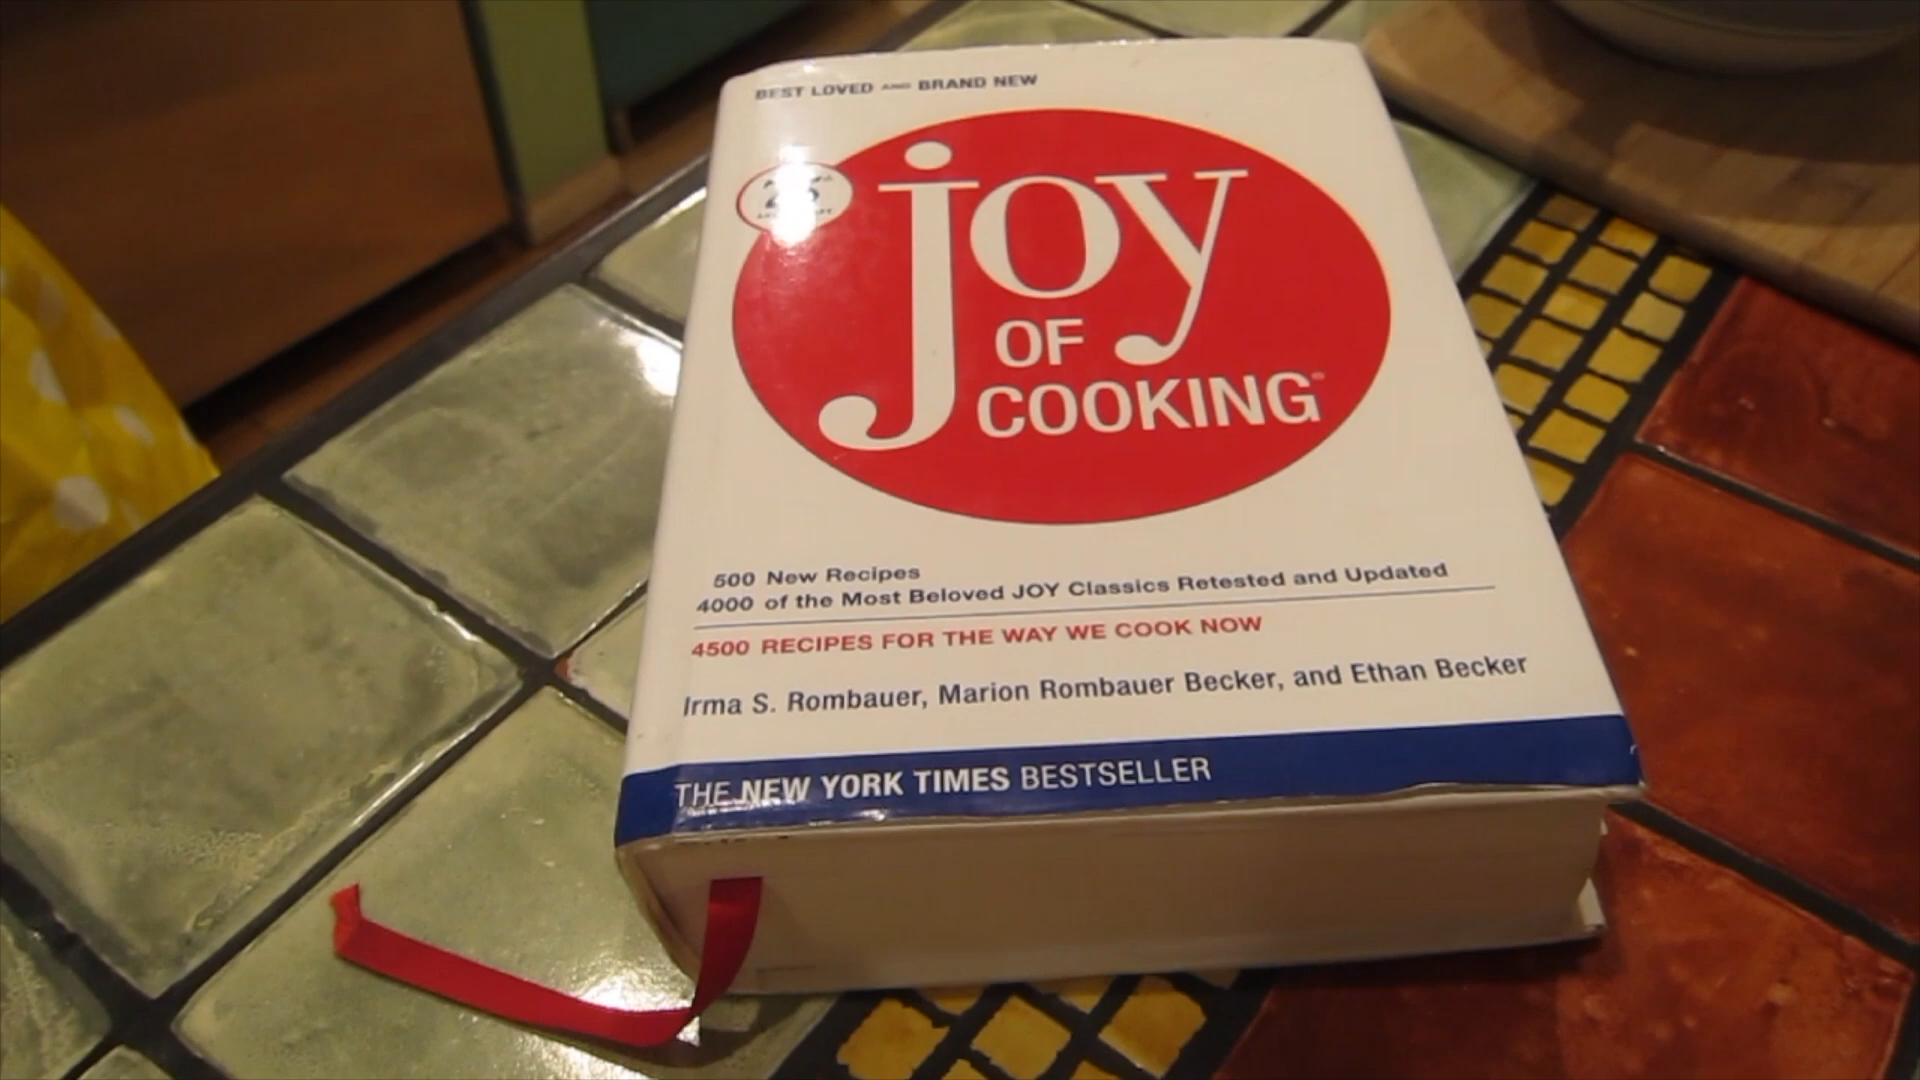 BEST LOVED AND BRAND NEW
joy
OF
COOKING
500 New Recipes
4000 of the Most Beloved JOY Classics Retested and Updated
4500 RECIPES FOR THE WAY WE COOK NOW
Irma S. Rombauer, Marion Rombauer Becker, and Ethan Becker
THE NEW YORK TIMES BESTSELLER